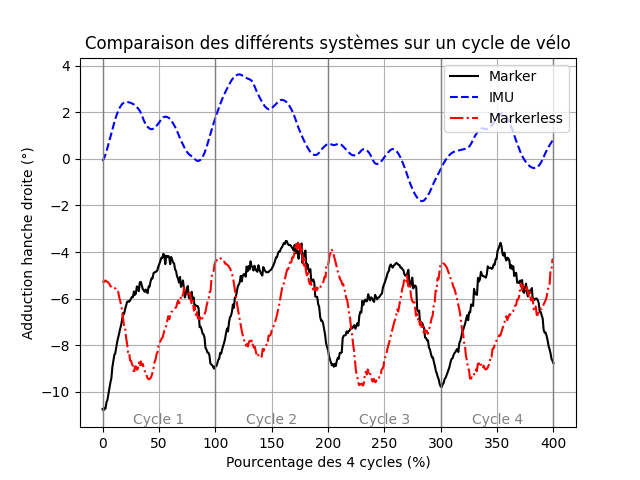 Comparaison des différents systèmes sur un cycle de vélo
Marker
IMU
Markerless
Adduction hanche droite (°)
4
2
0
−2
−4
−6
−8
−10
Cycle 1 Cycle 2 Cycle 3 Cycle 4
0 50 100 150 200 250 300 350 400
Pourcentage des 4 cycles (%)